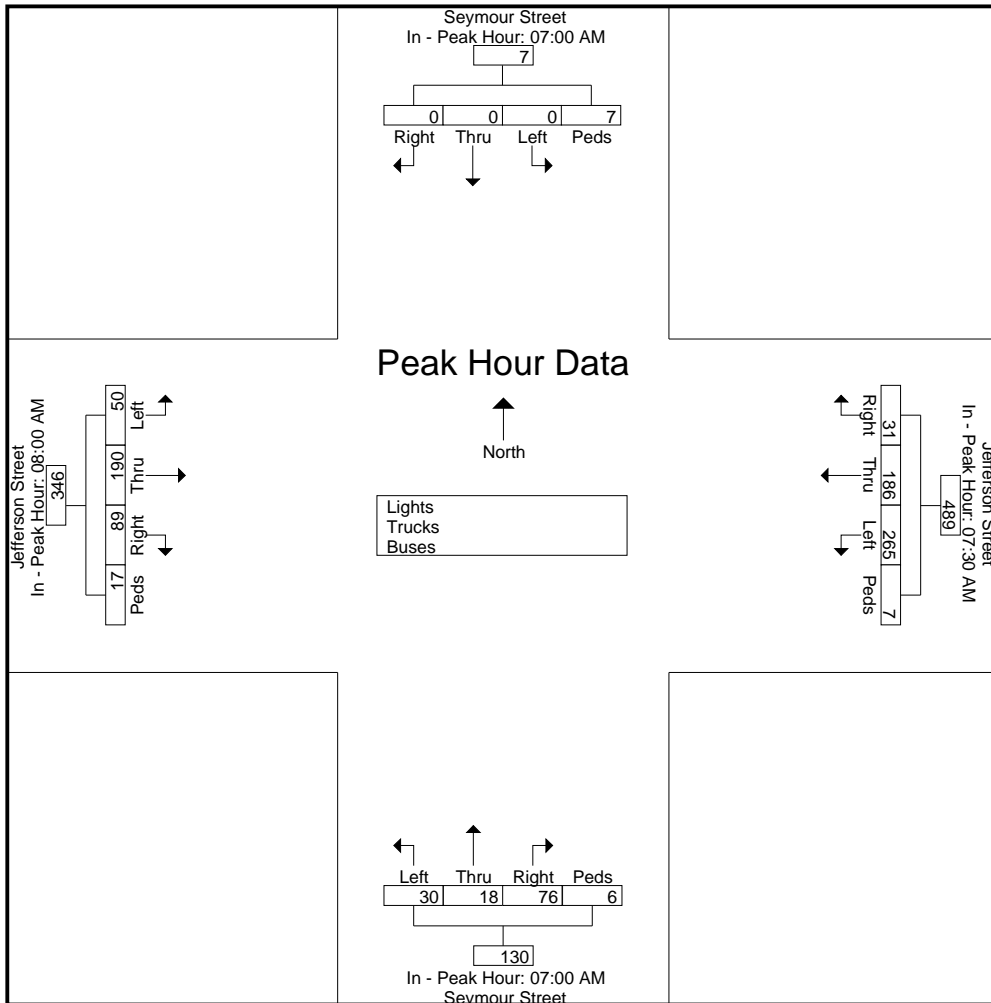 Seymour Street
In - Peak Hour: 07:00 AM
7
0 0 0 7
Right Thru Left Peds
Peak Hour Data
North
Lights
Trucks
Buses
Jefferson Street
In - Peak Hour: 08:00 AM
346
50 190 89 17
Left Thru Right Peds
Jefferson Street
In - Peak Hour: 07:30 AM
489
31 186 265 7
Right Thru Left Peds
Left Thru Right Peds
30 18 76 6
130
In - Peak Hour: 07:00 AM
Seymour Street